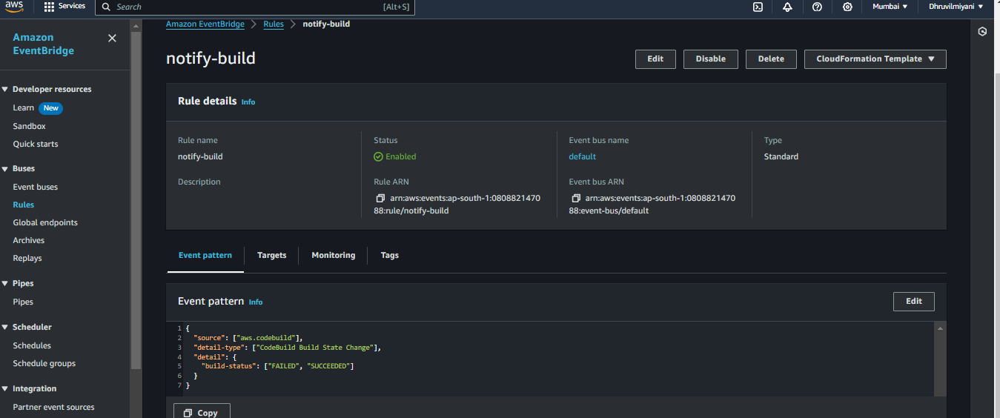 aws
Services
Search
[Alt+S]
Mumbai
Dhruvilmiyani
Amazon
EventBridge
Developer resources
Learn New
Sandbox
Quick starts
Buses
Event buses
Rules
Global endpoints
Archives
Replays
Pipes
Pipes
Scheduler
Schedules
Schedule groups
Integration
Partner event sources
Amazon EventBridge > Rules > notify-build
notify-build
Edit
Disable
Delete
CloudFormation Template
Rule details Info
Rule name
notify-build
Description
Status
Enabled
Rule ARN
arn:aws:events:ap-south-1:0808821470
88:rule/notify-build
Event bus name
default
Event bus ARN
arn:aws:events:ap-south-1:0808821470
88:event-bus/default
Type
Standard
Event pattern
Targets
Monitoring
Tags
Event pattern Info
Edit
1 {
2 "source": ["aws.codebuild"],
3 "detail-type": ["CodeBuild Build State Change"],
4 "detail": {
5 "build-status": ["FAILED", "SUCCEEDED"]
6 }
7 }
Copy